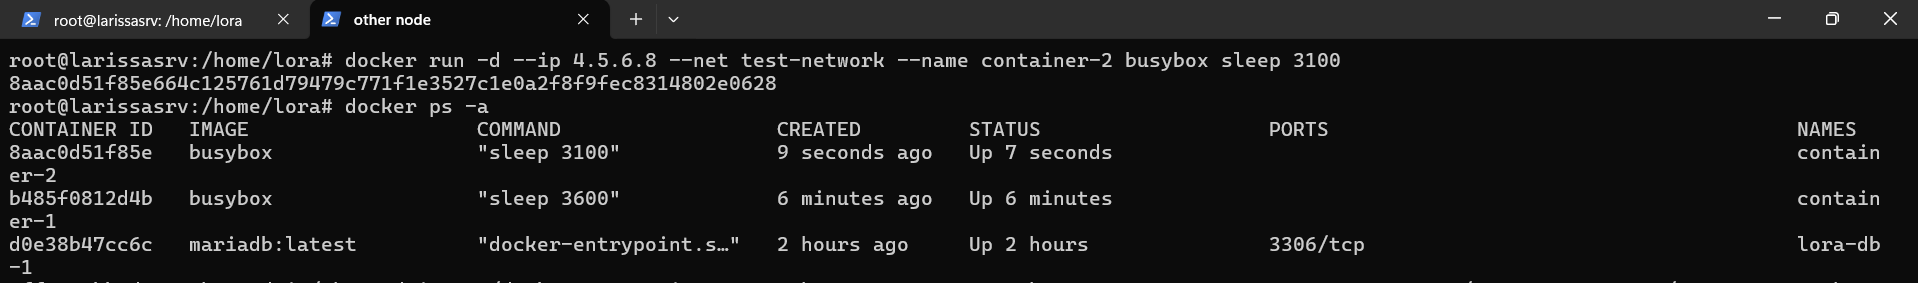 root@larissasrv: /home/lora
other node
root@larissasrv:/home/lora# docker run -d --ip 4.5.6.8 --net test-network --name container-2 busybox sleep 3100
8aac0d51f85e664c125761d79479c771f1e3527c1e0a2f8f9fec8314802e0628
root@larissasrv:/home/lora# docker ps -a
CONTAINER ID IMAGE COMMAND CREATED STATUS PORTS NAMES
8aac0d51f85e busybox "sleep 3100" 9 seconds ago Up 7 seconds contain
er-2
b485f0812d4b busybox "sleep 3600" 6 minutes ago Up 6 minutes contain
er-1
d0e38b47cc6c mariadb:latest "docker-entrypoint.s…" 2 hours ago Up 2 hours 3306/tcp lora-db
-1